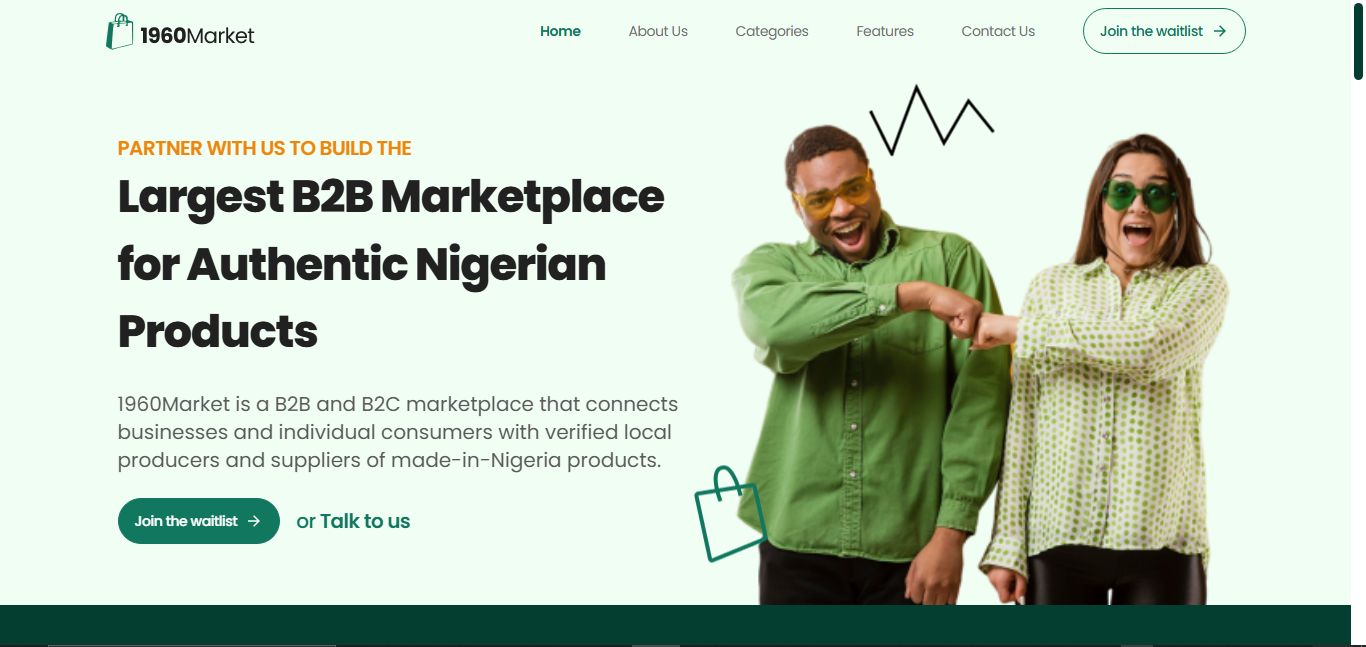 1960Market
Home
About Us
Categories
Features
Contact Us
Join the waitlist
PARTNER WITH US TO BUILD THE
Largest B2B Marketplace
for Authentic Nigerian
Products
1960Market is a B2B and B2C marketplace that connects
businesses and individual consumers with verified local
producers and suppliers of made-in-Nigeria products.
Join the waitlist
or Talk to us